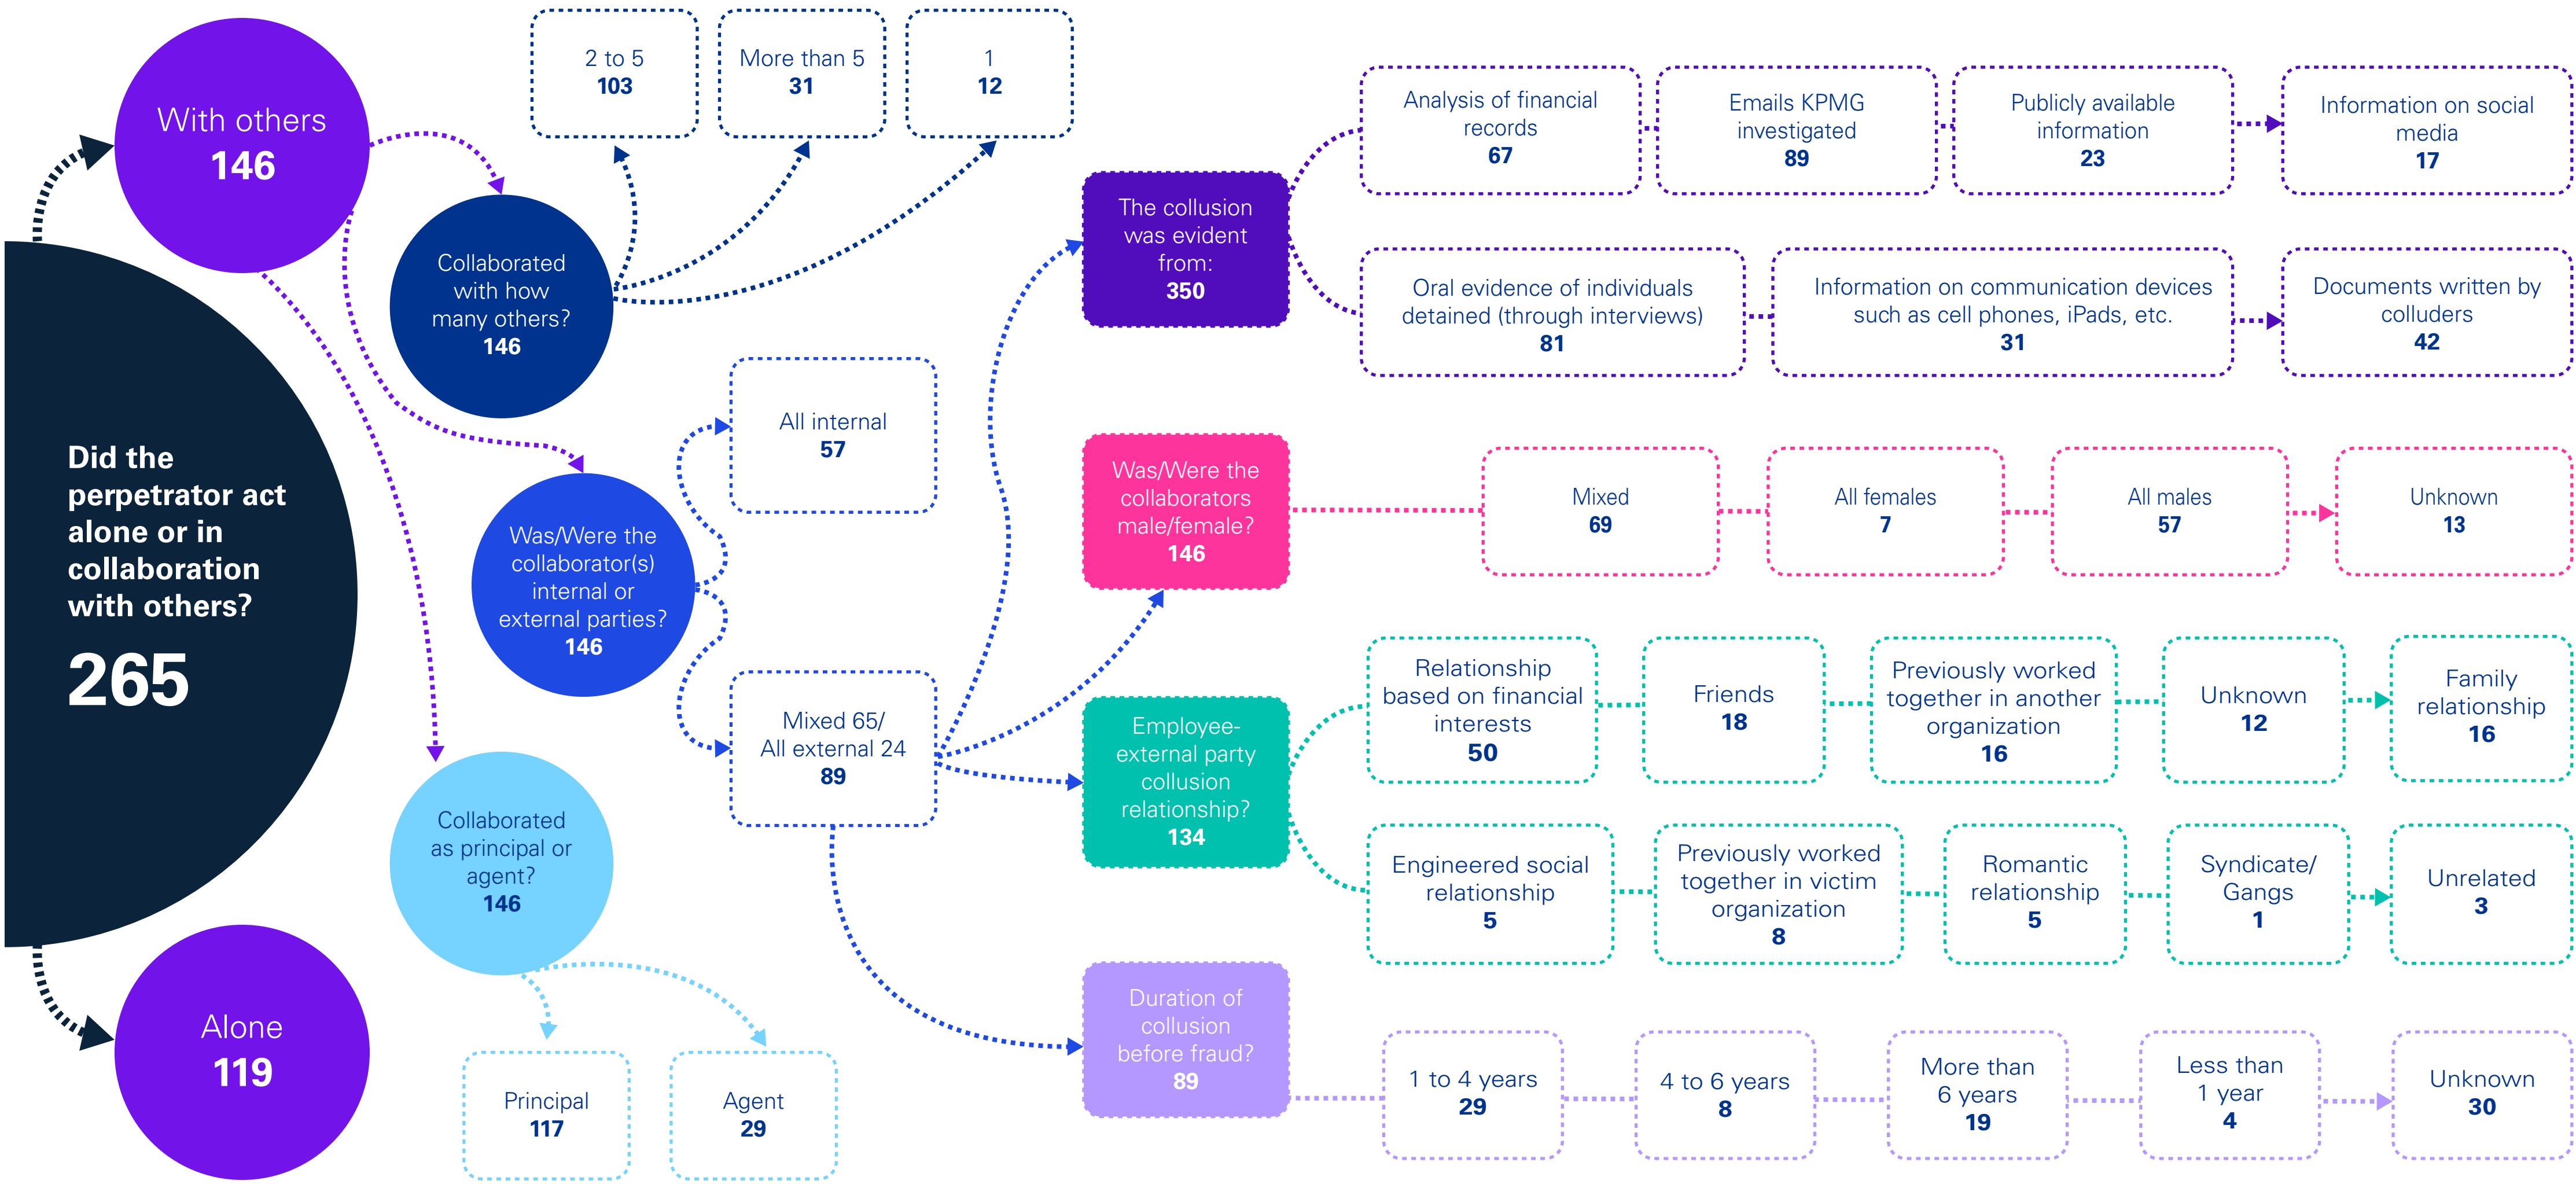 Did the
perpetrator act
alone or in
collaboration
with others?
265
With others
146
Alone
119
Collaborated
with how
many others?
146
2 to 5
103
More than 5
31
1
12
Was/Were the
collaborator(s)
internal or
external parties?
146
All internal
57
Mixed 65/
All external 24
89
Collaborated
as principal or
agent?
146
Principal
117
Agent
29
The collusion
was evident
from:
350
Analysis of financial
records
67
Emails KPMG
investigated
89
Publicly available
information
23
Information on social
media
17
Oral evidence of individuals
detained (through interviews)
81
Information on communication devices
such as cell phones, iPads, etc.
31
Documents written by
colluders
42
Was/Were the
collaborators
male/female?
146
Mixed
69
All females
7
All males
57
Unknown
13
Employee-
external party
collusion
relationship?
134
Relationship
based on financial
interests
50
Friends
18
Previously worked
together in another
organization
16
Unknown
12
Family
relationship
16
Engineered social
relationship
5
Previously worked
together in victim
organization
8
Romantic
relationship
5
Syndicate/
Gangs
1
Unrelated
3
Duration of
collusion
before fraud?
89
1 to 4 years
29
4 to 6 years
8
More than
6 years
19
Less than
1 year
4
Unknown
30